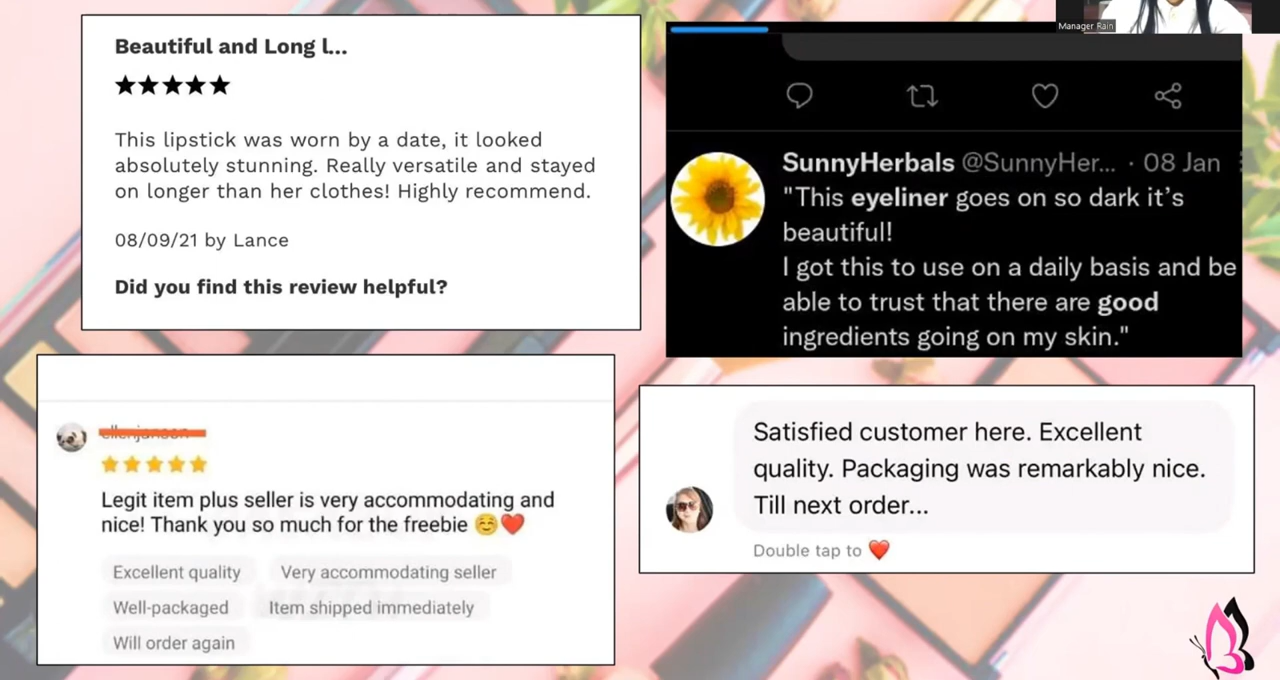 Manager Rain
Beautiful and Long l...
This lipstick was worn by a date, it looked
absolutely stunning. Really versatile and stayed
on longer than her clothes! Highly recommend.
08/09/21 by Lance
Did you find this review helpful?
SunnyHerbals @SunnyHer... · 08 Jan
"This eyeliner goes on so dark it's
beautiful!
I got this to use on a daily basis and be
able to trust that there are good
ingredients going on my skin."
Legit item plus seller is very accommodating and
nice! Thank you so much for the freebie ☺️❤️
Excellent quality Very accommodating seller
Well-packaged Item shipped immediately
Will order again
Satisfied customer here. Excellent
quality. Packaging was remarkably nice.
Till next order...
Double tap to ❤️